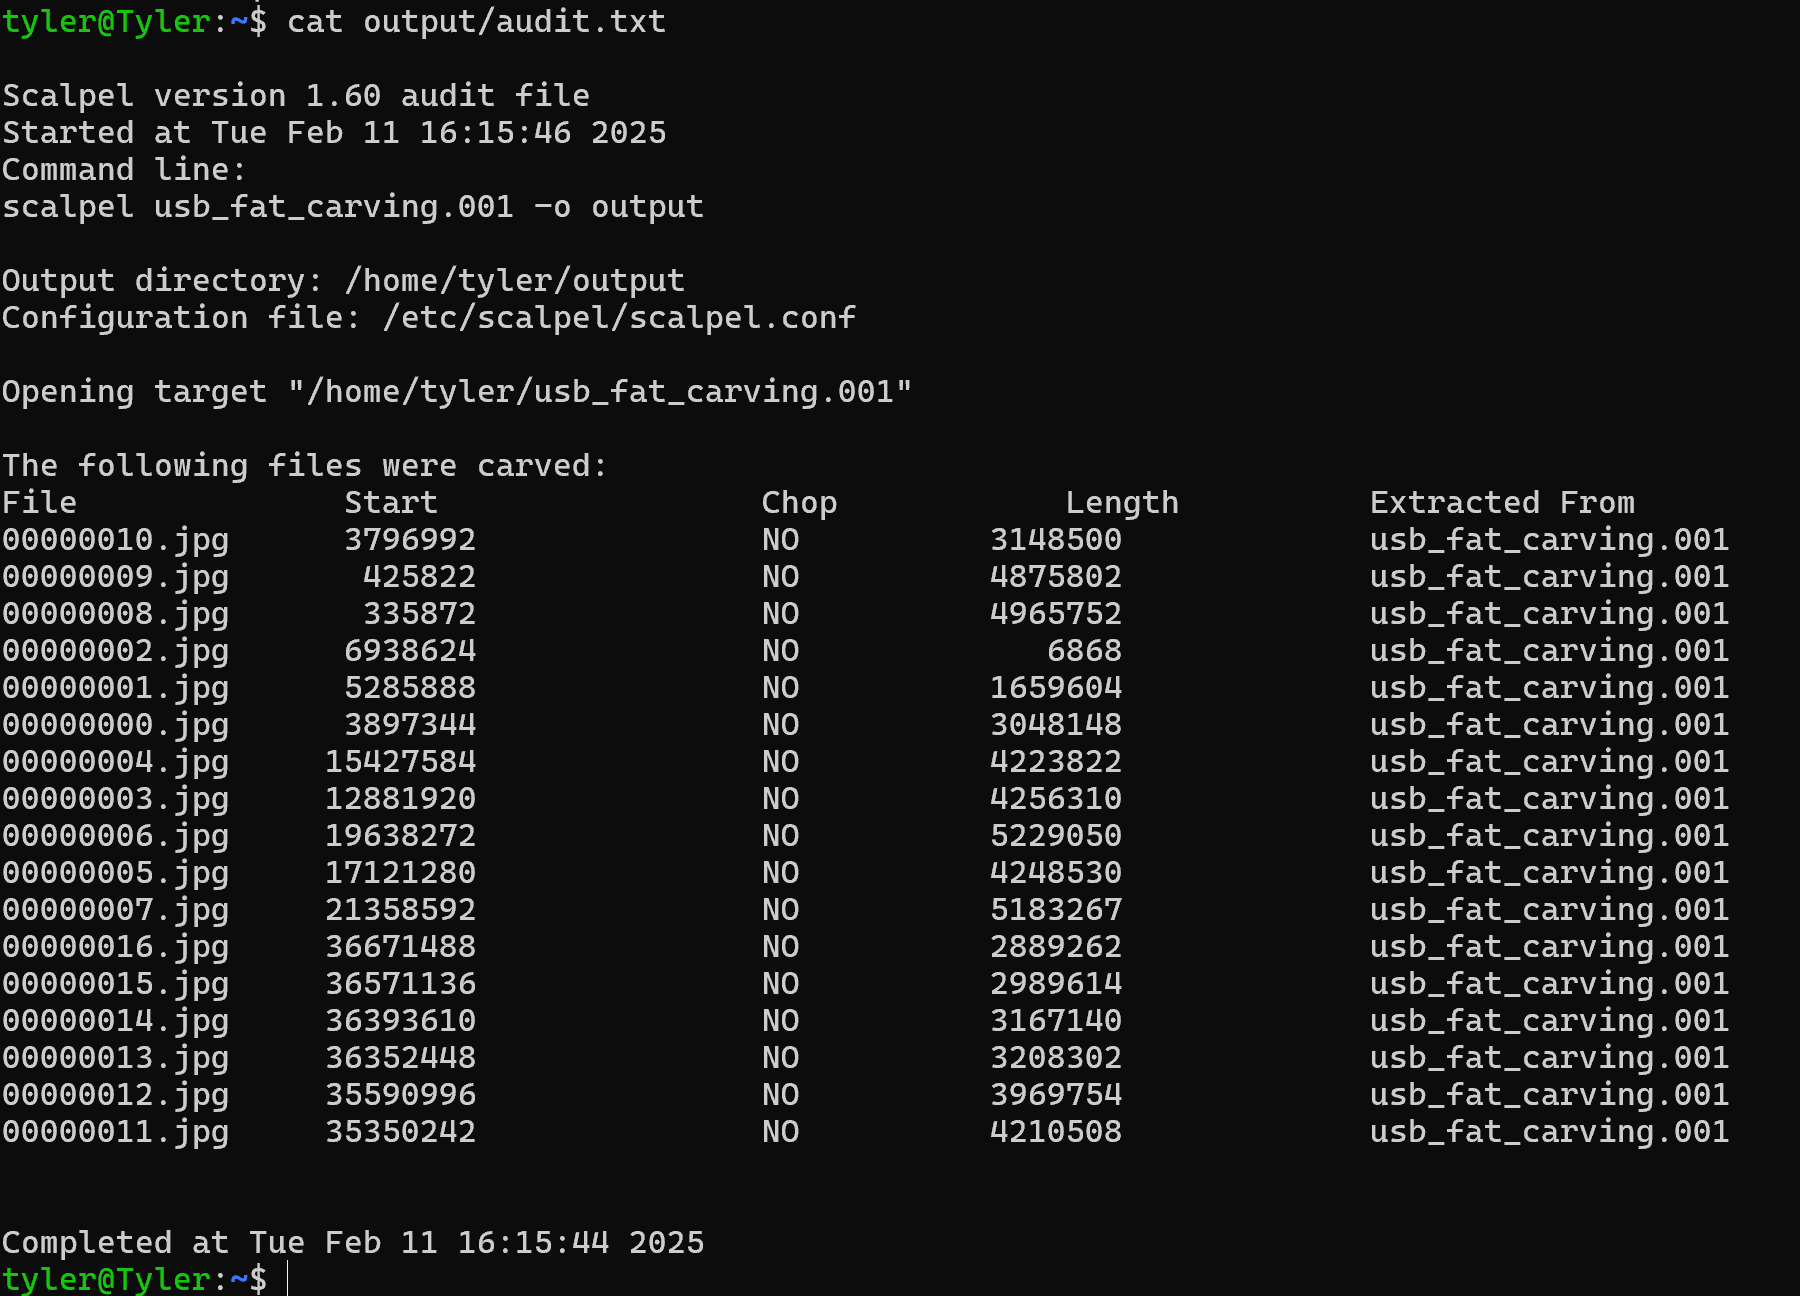 tyler@Tyler:~$ cat output/audit.txt
Scalpel version 1.60 audit file
Started at Tue Feb 11 16:15:46 2025
Command line:
scalpel usb_fat_carving.001 -o output
Output directory: /home/tyler/output
Configuration file: /etc/scalpel/scalpel.conf
Opening target "/home/tyler/usb_fat_carving.001"
The following files were carved:
File Start Chop Length Extracted From
00000010.jpg 3796992 NO 3148500 usb_fat_carving.001
00000009.jpg 425822 NO 4875802 usb_fat_carving.001
00000008.jpg 335872 NO 4965752 usb_fat_carving.001
00000002.jpg 6938624 NO 6868 usb_fat_carving.001
00000001.jpg 5285888 NO 1659604 usb_fat_carving.001
00000000.jpg 3897344 NO 3048148 usb_fat_carving.001
00000004.jpg 15427584 NO 4223822 usb_fat_carving.001
00000003.jpg 12881920 NO 4256310 usb_fat_carving.001
00000006.jpg 19638272 NO 5229050 usb_fat_carving.001
00000005.jpg 17121280 NO 4248530 usb_fat_carving.001
00000007.jpg 21358592 NO 5183267 usb_fat_carving.001
00000016.jpg 36671488 NO 2889262 usb_fat_carving.001
00000015.jpg 36571136 NO 2989614 usb_fat_carving.001
00000014.jpg 36393610 NO 3167140 usb_fat_carving.001
00000013.jpg 36352448 NO 3208302 usb_fat_carving.001
00000012.jpg 35590996 NO 3969754 usb_fat_carving.001
00000011.jpg 35350242 NO 4210508 usb_fat_carving.001
Completed at Tue Feb 11 16:15:44 2025
tyler@Tyler:~$